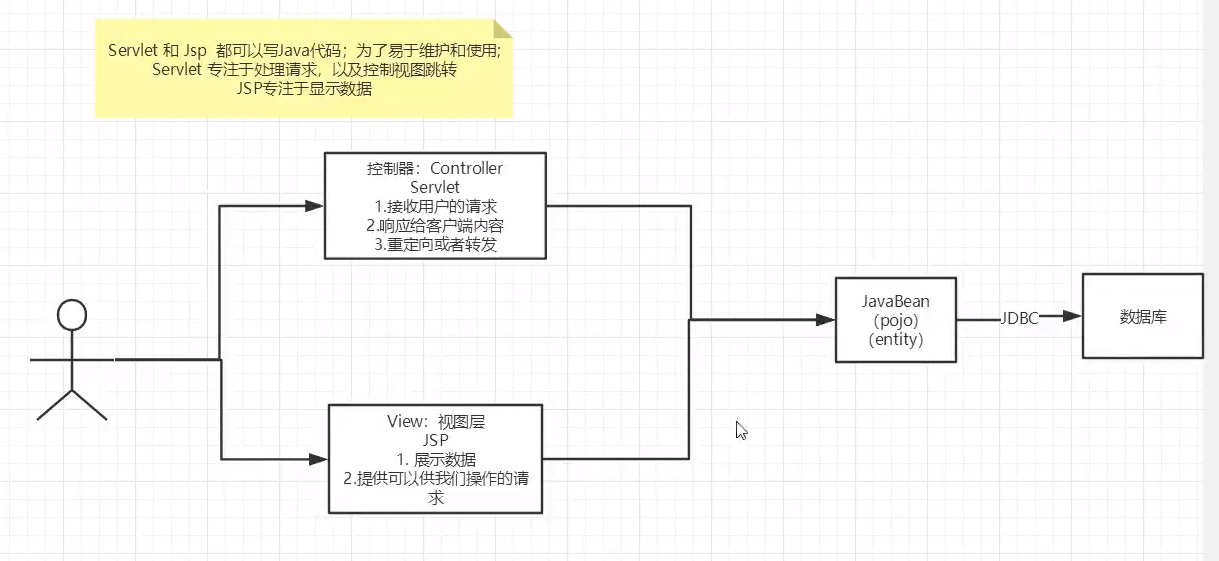 Servlet 和 Jsp 都可以写Java代码；为了易于维护和使用;
Servlet 专注于处理请求，以及控制视图跳转
JSP专注于显示数据
控制器：Controller
Servlet
1.接收用户的请求
2.响应给客户端内容
3.重定向或者转发
JavaBean
（pojo）
（entity）
JDBC
数据库
View：视图层
JSP
1. 展示数据
2.提供可以供我们操作的请
求